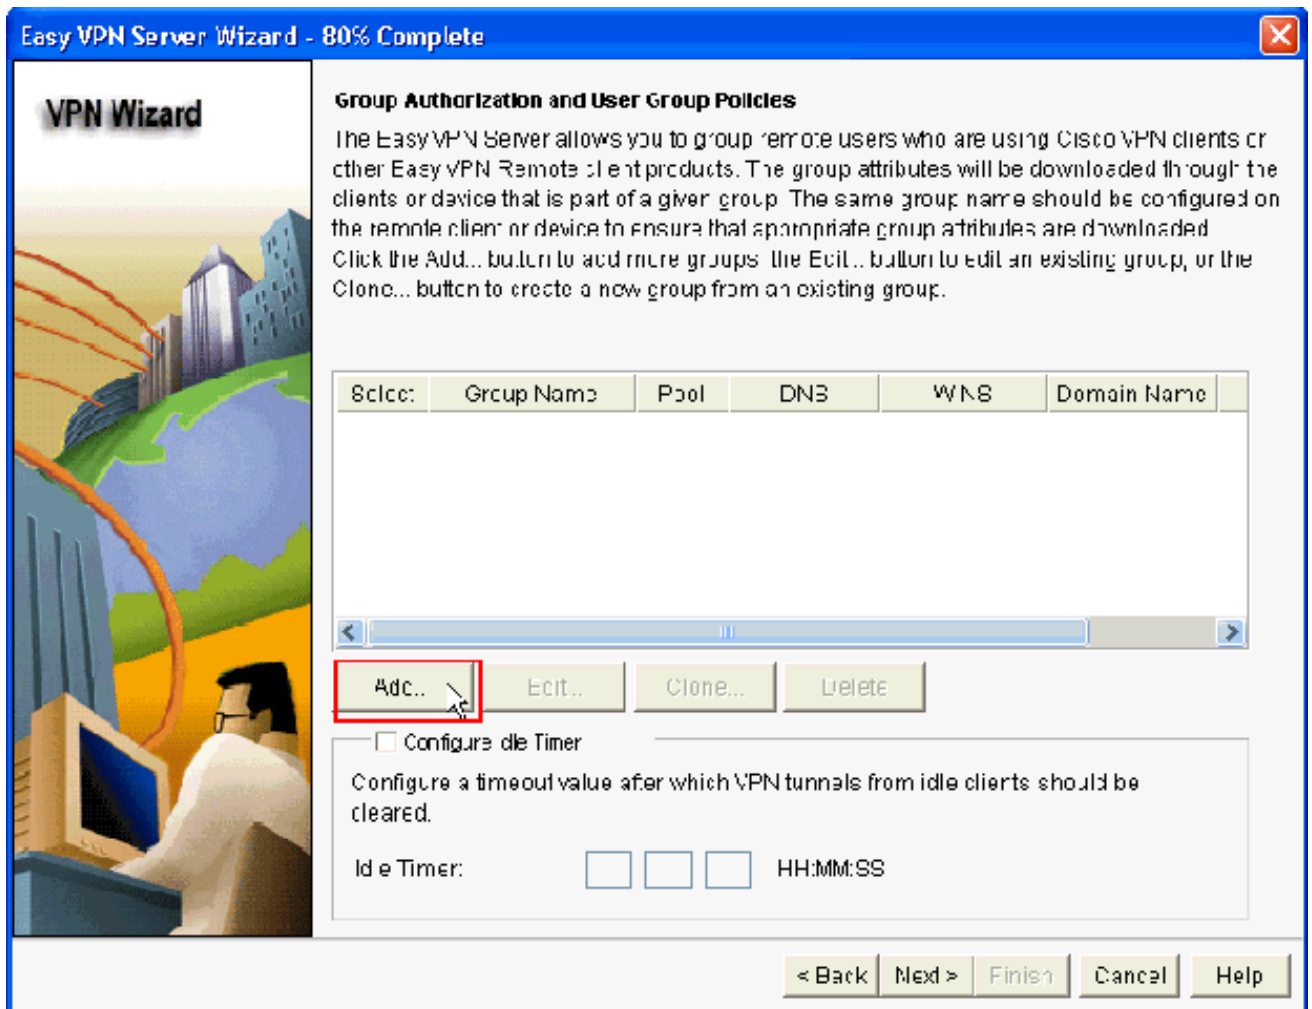 Easy VPN Server Wizard - 80% Complete
VPN Wizard
Group Authorization and User Group Policies
The Easy VPN Server allows you to group remote users who are using Cisco VPN clients or
other Easy VPN Remote client products. The group attributes will be downloaded through the
clients or device that is part of a given group. The same group name should be configured on
the remote client or device to ensure that appropriate group attributes are downloaded.
Click the Add... button to add more groups, the Edit... button to edit an existing group, or the
Clone... button to create a new group from an existing group.
Select Group Name Pool DNS WINS Domain Name
Add... Edit... Clone... Delete
Configure Idle Timer
Configure a timeout value after which VPN tunnels from idle clients should be
cleared.
Idle Timer: HH:MM:SS
< Back Next > Finish Cancel Help